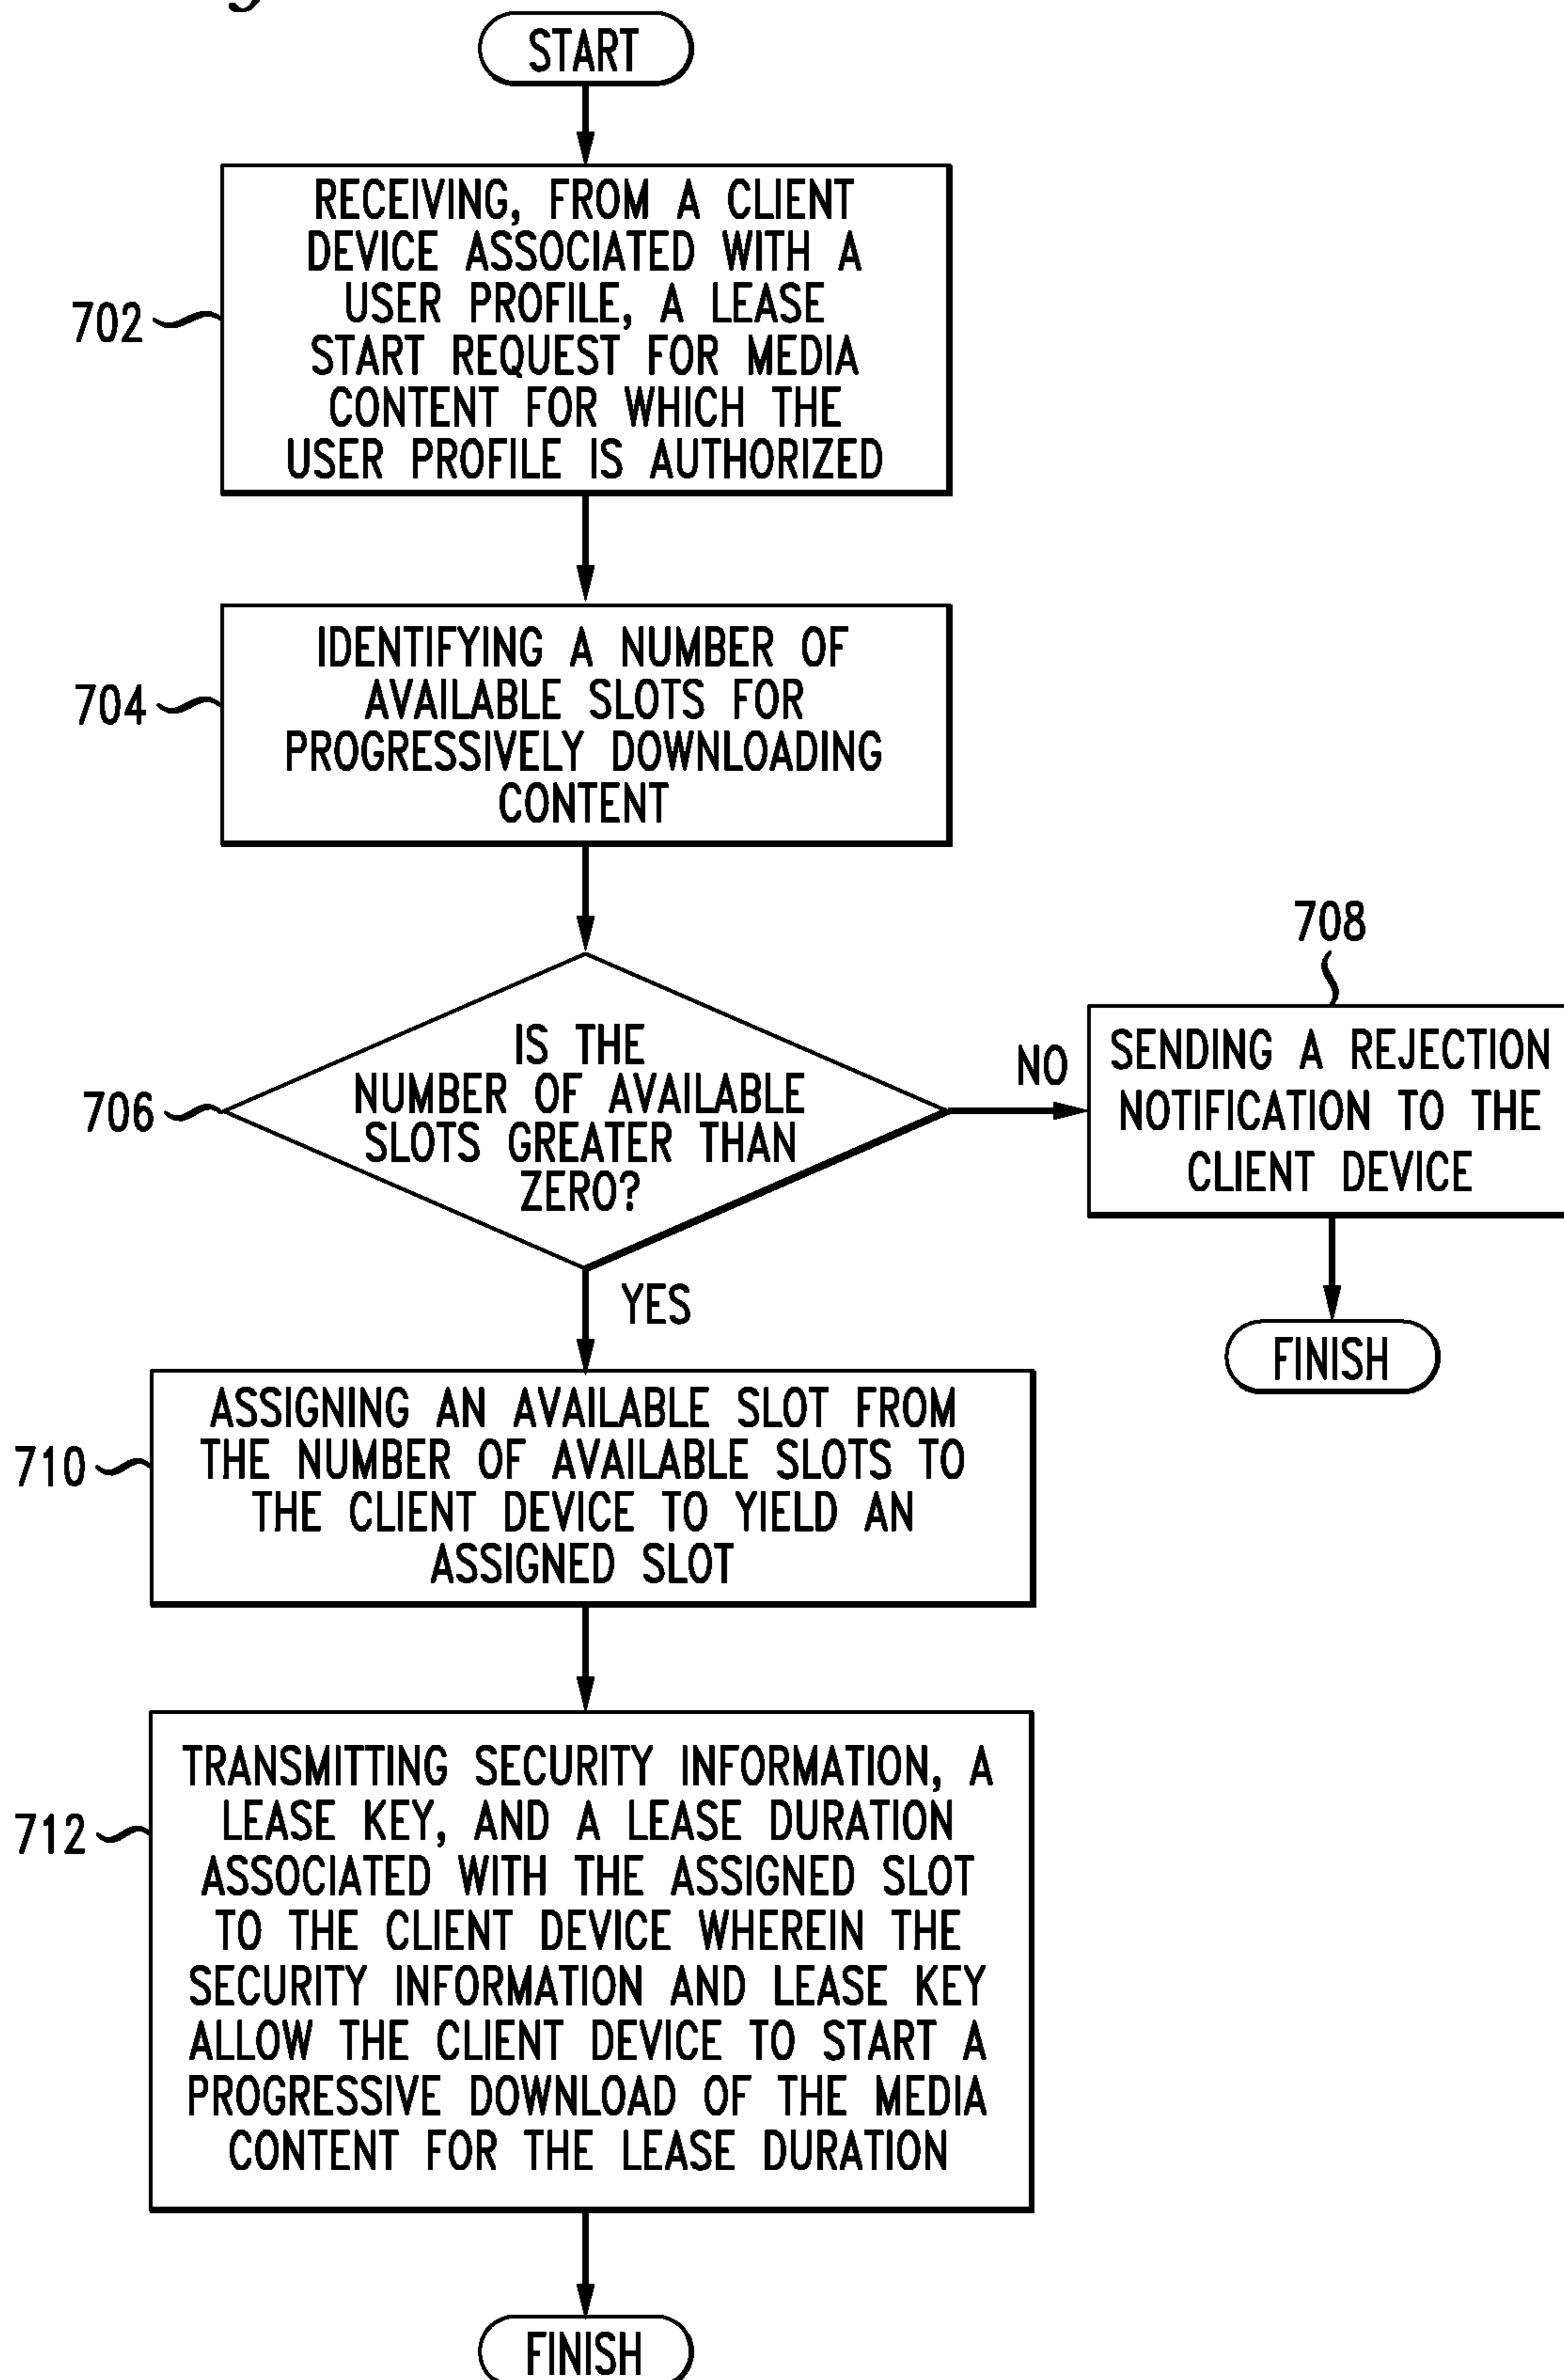 START
702
RECEIVING, FROM A CLIENT
DEVICE ASSOCIATED WITH A
USER PROFILE, A LEASE
START REQUEST FOR MEDIA
CONTENT FOR WHICH THE
USER PROFILE IS AUTHORIZED
704
IDENTIFYING A NUMBER OF
AVAILABLE SLOTS FOR
PROGRESSIVELY DOWNLOADING
CONTENT
706
IS THE
NUMBER OF AVAILABLE
SLOTS GREATER THAN
ZERO?
NO
708
SENDING A REJECTION
NOTIFICATION TO THE
CLIENT DEVICE
FINISH
YES
710
ASSIGNING AN AVAILABLE SLOT FROM
THE NUMBER OF AVAILABLE SLOTS TO
THE CLIENT DEVICE TO YIELD AN
ASSIGNED SLOT
712
TRANSMITTING SECURITY INFORMATION, A
LEASE KEY, AND A LEASE DURATION
ASSOCIATED WITH THE ASSIGNED SLOT
TO THE CLIENT DEVICE WHEREIN THE
SECURITY INFORMATION AND LEASE KEY
ALLOW THE CLIENT DEVICE TO START A
PROGRESSIVE DOWNLOAD OF THE MEDIA
CONTENT FOR THE LEASE DURATION
FINISH